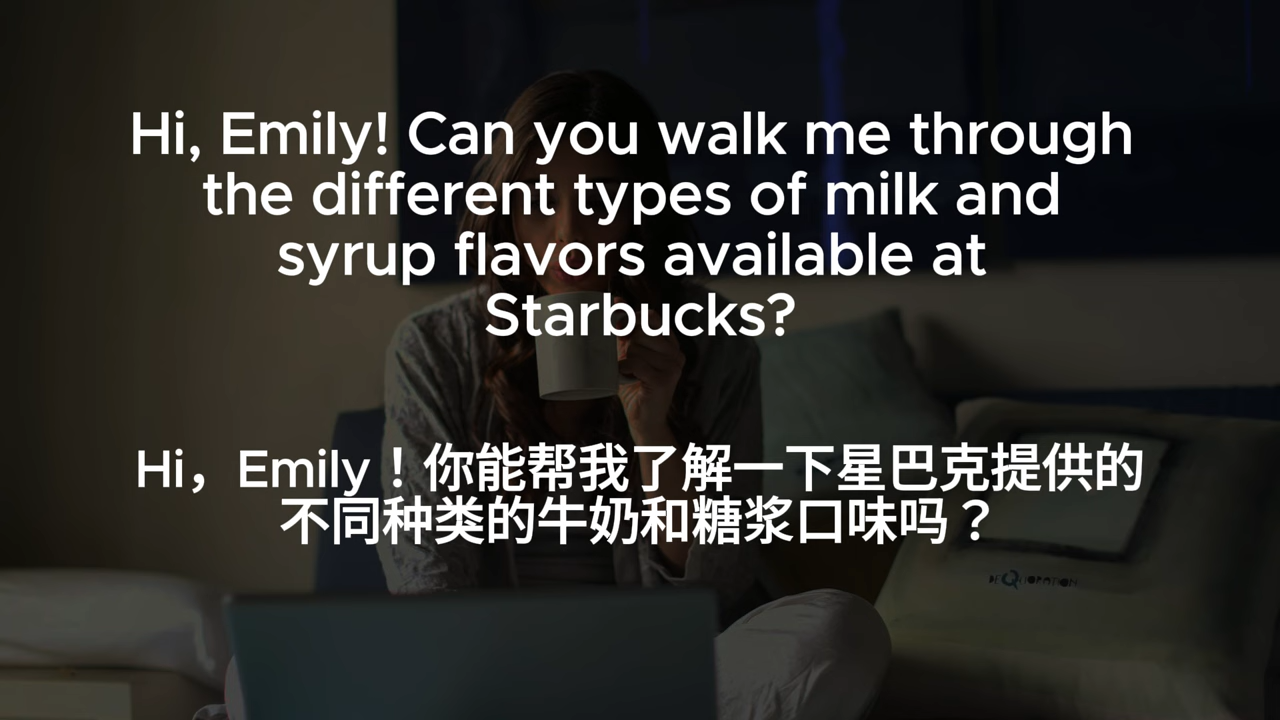 Hi, Emily! Can you walk me through
the different types of milk and
syrup flavors available at
Starbucks?
Hi，Emily！你能帮我了解一下星巴克提供的
不同种类的牛奶和糖浆口味吗？